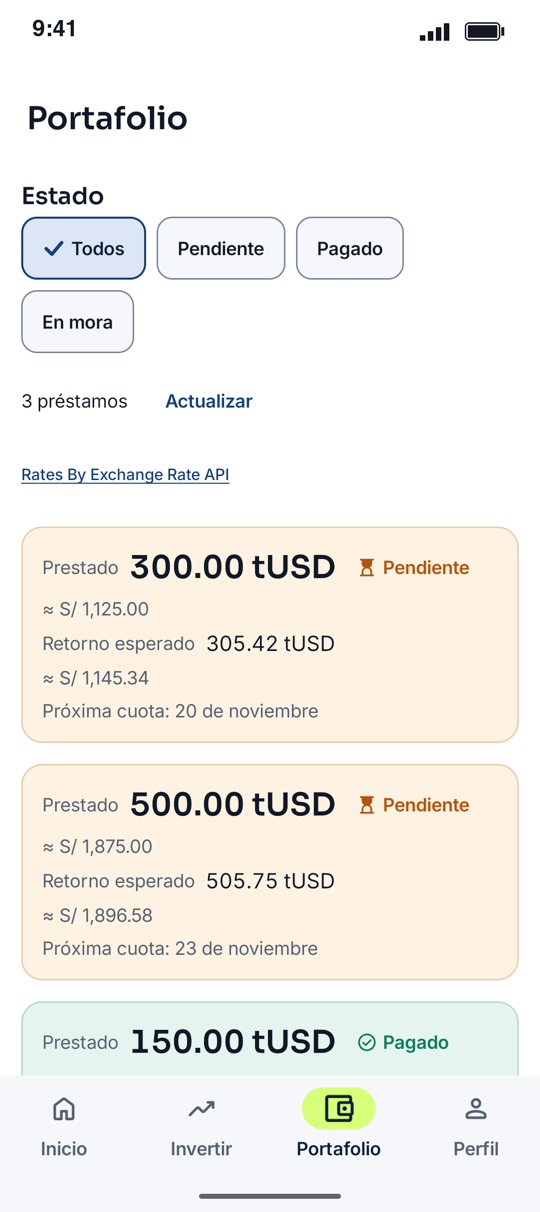 9:41
Portafolio
Estado
Todos Pendiente Pagado
En mora
3 préstamos Actualizar
Rates By Exchange Rate API
Prestado 300.00 tUSD Pendiente
≈ S/ 1,125.00
Retorno esperado 305.42 tUSD
≈ S/ 1,145.34
Próxima cuota: 20 de noviembre
Prestado 500.00 tUSD Pendiente
≈ S/ 1,875.00
Retorno esperado 505.75 tUSD
≈ S/ 1,896.58
Próxima cuota: 23 de noviembre
Prestado 150.00 tUSD Pagado
Inicio Invertir Portafolio Perfil